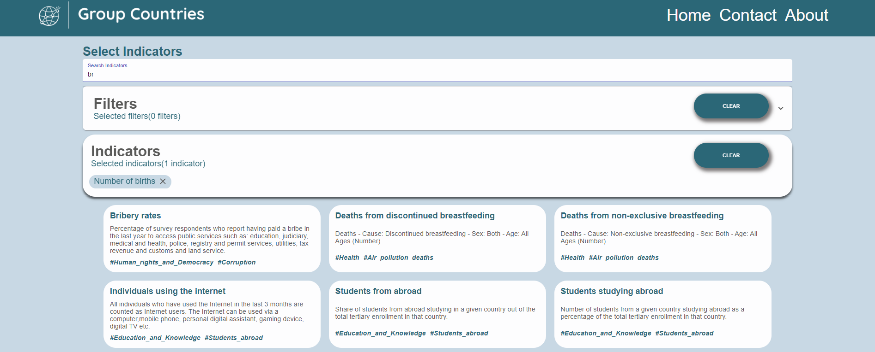 Group Countries
Home Contact About
Select Indicators
Search Indicators
br
Filters
Selected filters(0 filters)
CLEAR
Indicators
Selected indicators(1 indicator)
CLEAR
Number of births ✕
Bribery rates
Percentage of survey respondents who report having paid a bribe in
the last year to access public services such as: education, judiciary,
medical and health, police, registry and permit services, utilities, tax
revenue and customs and land service.
#Human_rights_and_Democracy #Corruption
Deaths from discontinued breastfeeding
Deaths - Cause: Discontinued breastfeeding - Sex: Both - Age: All
Ages (Number)
#Health #Air_pollution_deaths
Deaths from non-exclusive breastfeeding
Deaths - Cause: Non-exclusive breastfeeding - Sex: Both - Age: All
Ages (Number)
#Health #Air_pollution_deaths
Individuals using the Internet
All individuals who have used the Internet in the last 3 months are
counted as Internet users. The Internet can be used via a
computer,mobile phone, personal digital assistant, gaming device,
digital TV etc.
#Education_and_Knowledge #Students_abroad
Students from abroad
Share of students from abroad studying in a given country out of the
total tertiary enrollment in that country.
#Education_and_Knowledge #Students_abroad
Students studying abroad
Number of students from a given country studying abroad as a
percentage of the total tertiary enrollment in that country.
#Education_and_Knowledge #Students_abroad